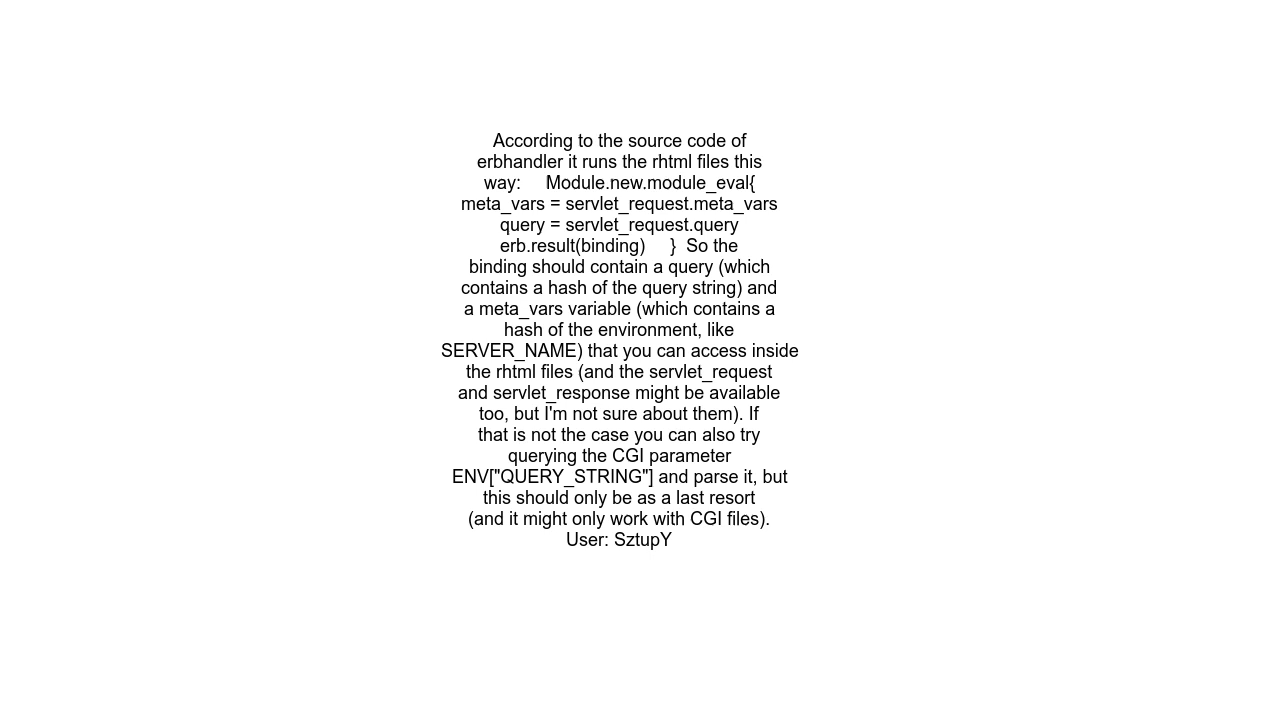 According to the source code of
erbhandler it runs the rhtml files this
way:     Module.new.module_eval{
meta_vars = servlet_request.meta_vars
query = servlet_request.query
erb.result(binding)     }  So the
binding should contain a query (which
contains a hash of the query string) and
a meta_vars variable (which contains a
hash of the environment, like
SERVER_NAME) that you can access inside
the rhtml files (and the servlet_request
and servlet_response might be available
too, but I'm not sure about them). If
that is not the case you can also try
querying the CGI parameter
ENV["QUERY_STRING"] and parse it, but
this should only be as a last resort
(and it might only work with CGI files).
User: SztupY